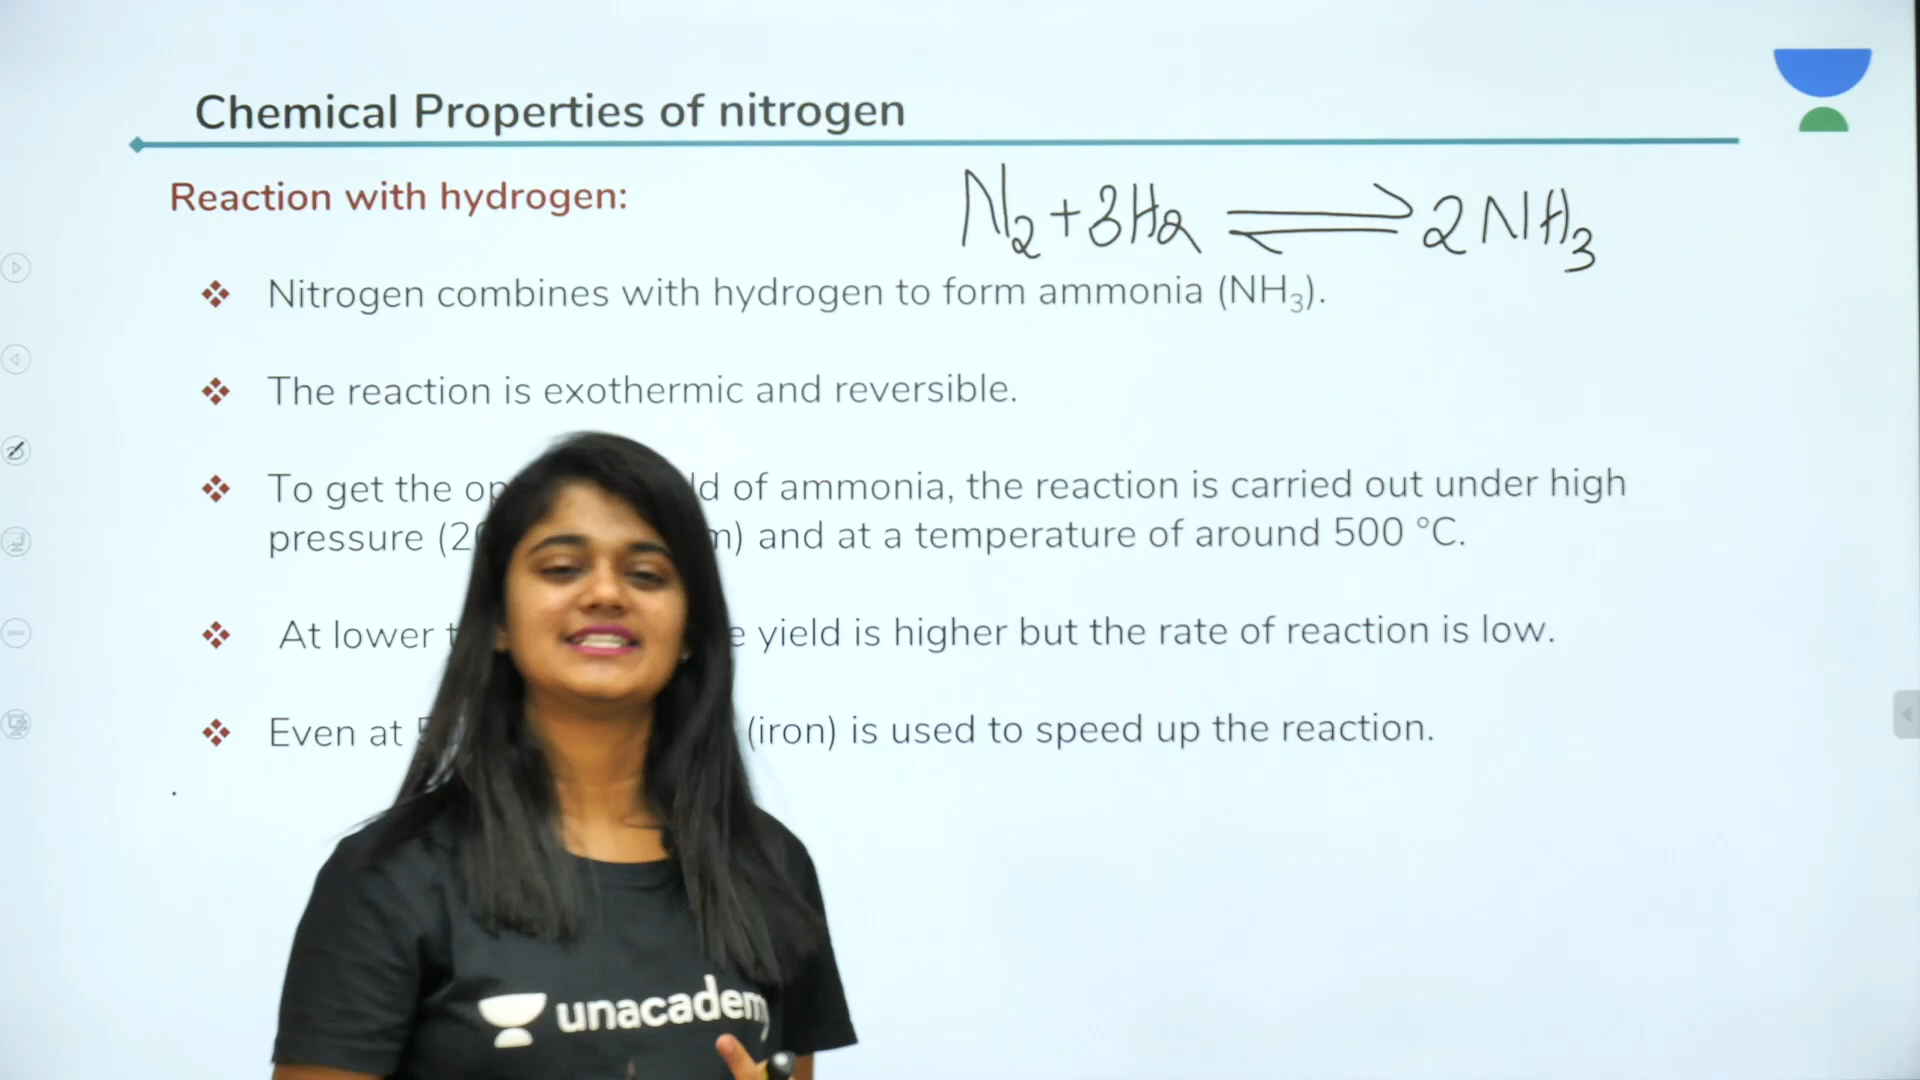 Chemical Properties of nitrogen
Reaction with hydrogen:
N₂+3H₂ ⇌ 2NH₃
Nitrogen combines with hydrogen to form ammonia (NH₃).
The reaction is exothermic and reversible.
To get the of ammonia, the reaction is carried out under high
pressure and at a temperature of around 500 °C.
At lower yield is higher but the rate of reaction is low.
Even at (iron) is used to speed up the reaction.
unacademy